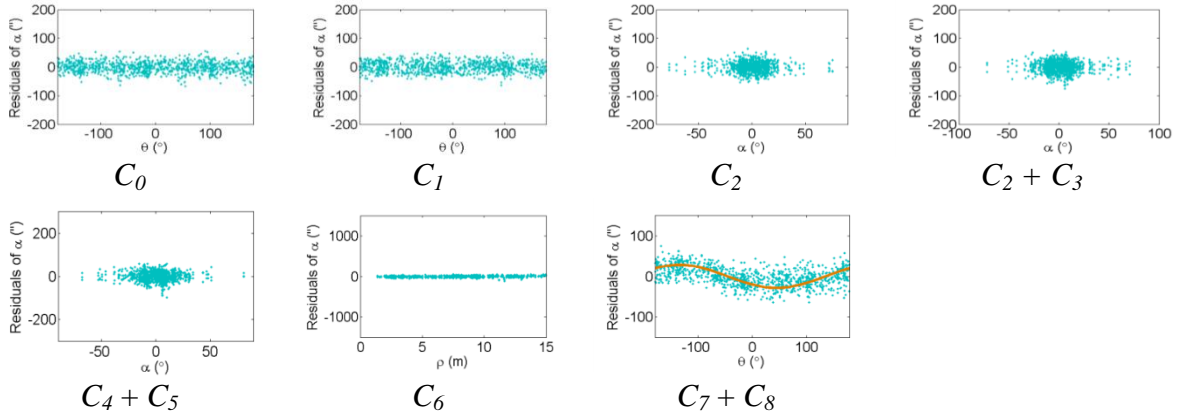 200
100
0
-100
-200
Residuals of α (")
-100 0 100
θ (°)
C0
200
100
0
-100
-200
Residuals of α (")
-100 0 100
θ (°)
C1
200
100
0
-100
-200
Residuals of α (")
-50 0 50
α (°)
C2
200
100
0
-100
-200
Residuals of α (")
-100 -50 0 50 100
α (°)
C2 + C3
200
0
-200
Residuals of α (")
-50 0 50
α (°)
C4 + C5
1000
0
-1000
Residuals of α (")
0 5 10 15
ρ (m)
C6
100
0
-100
Residuals of α (")
-100 0 100
θ (°)
C7 + C8